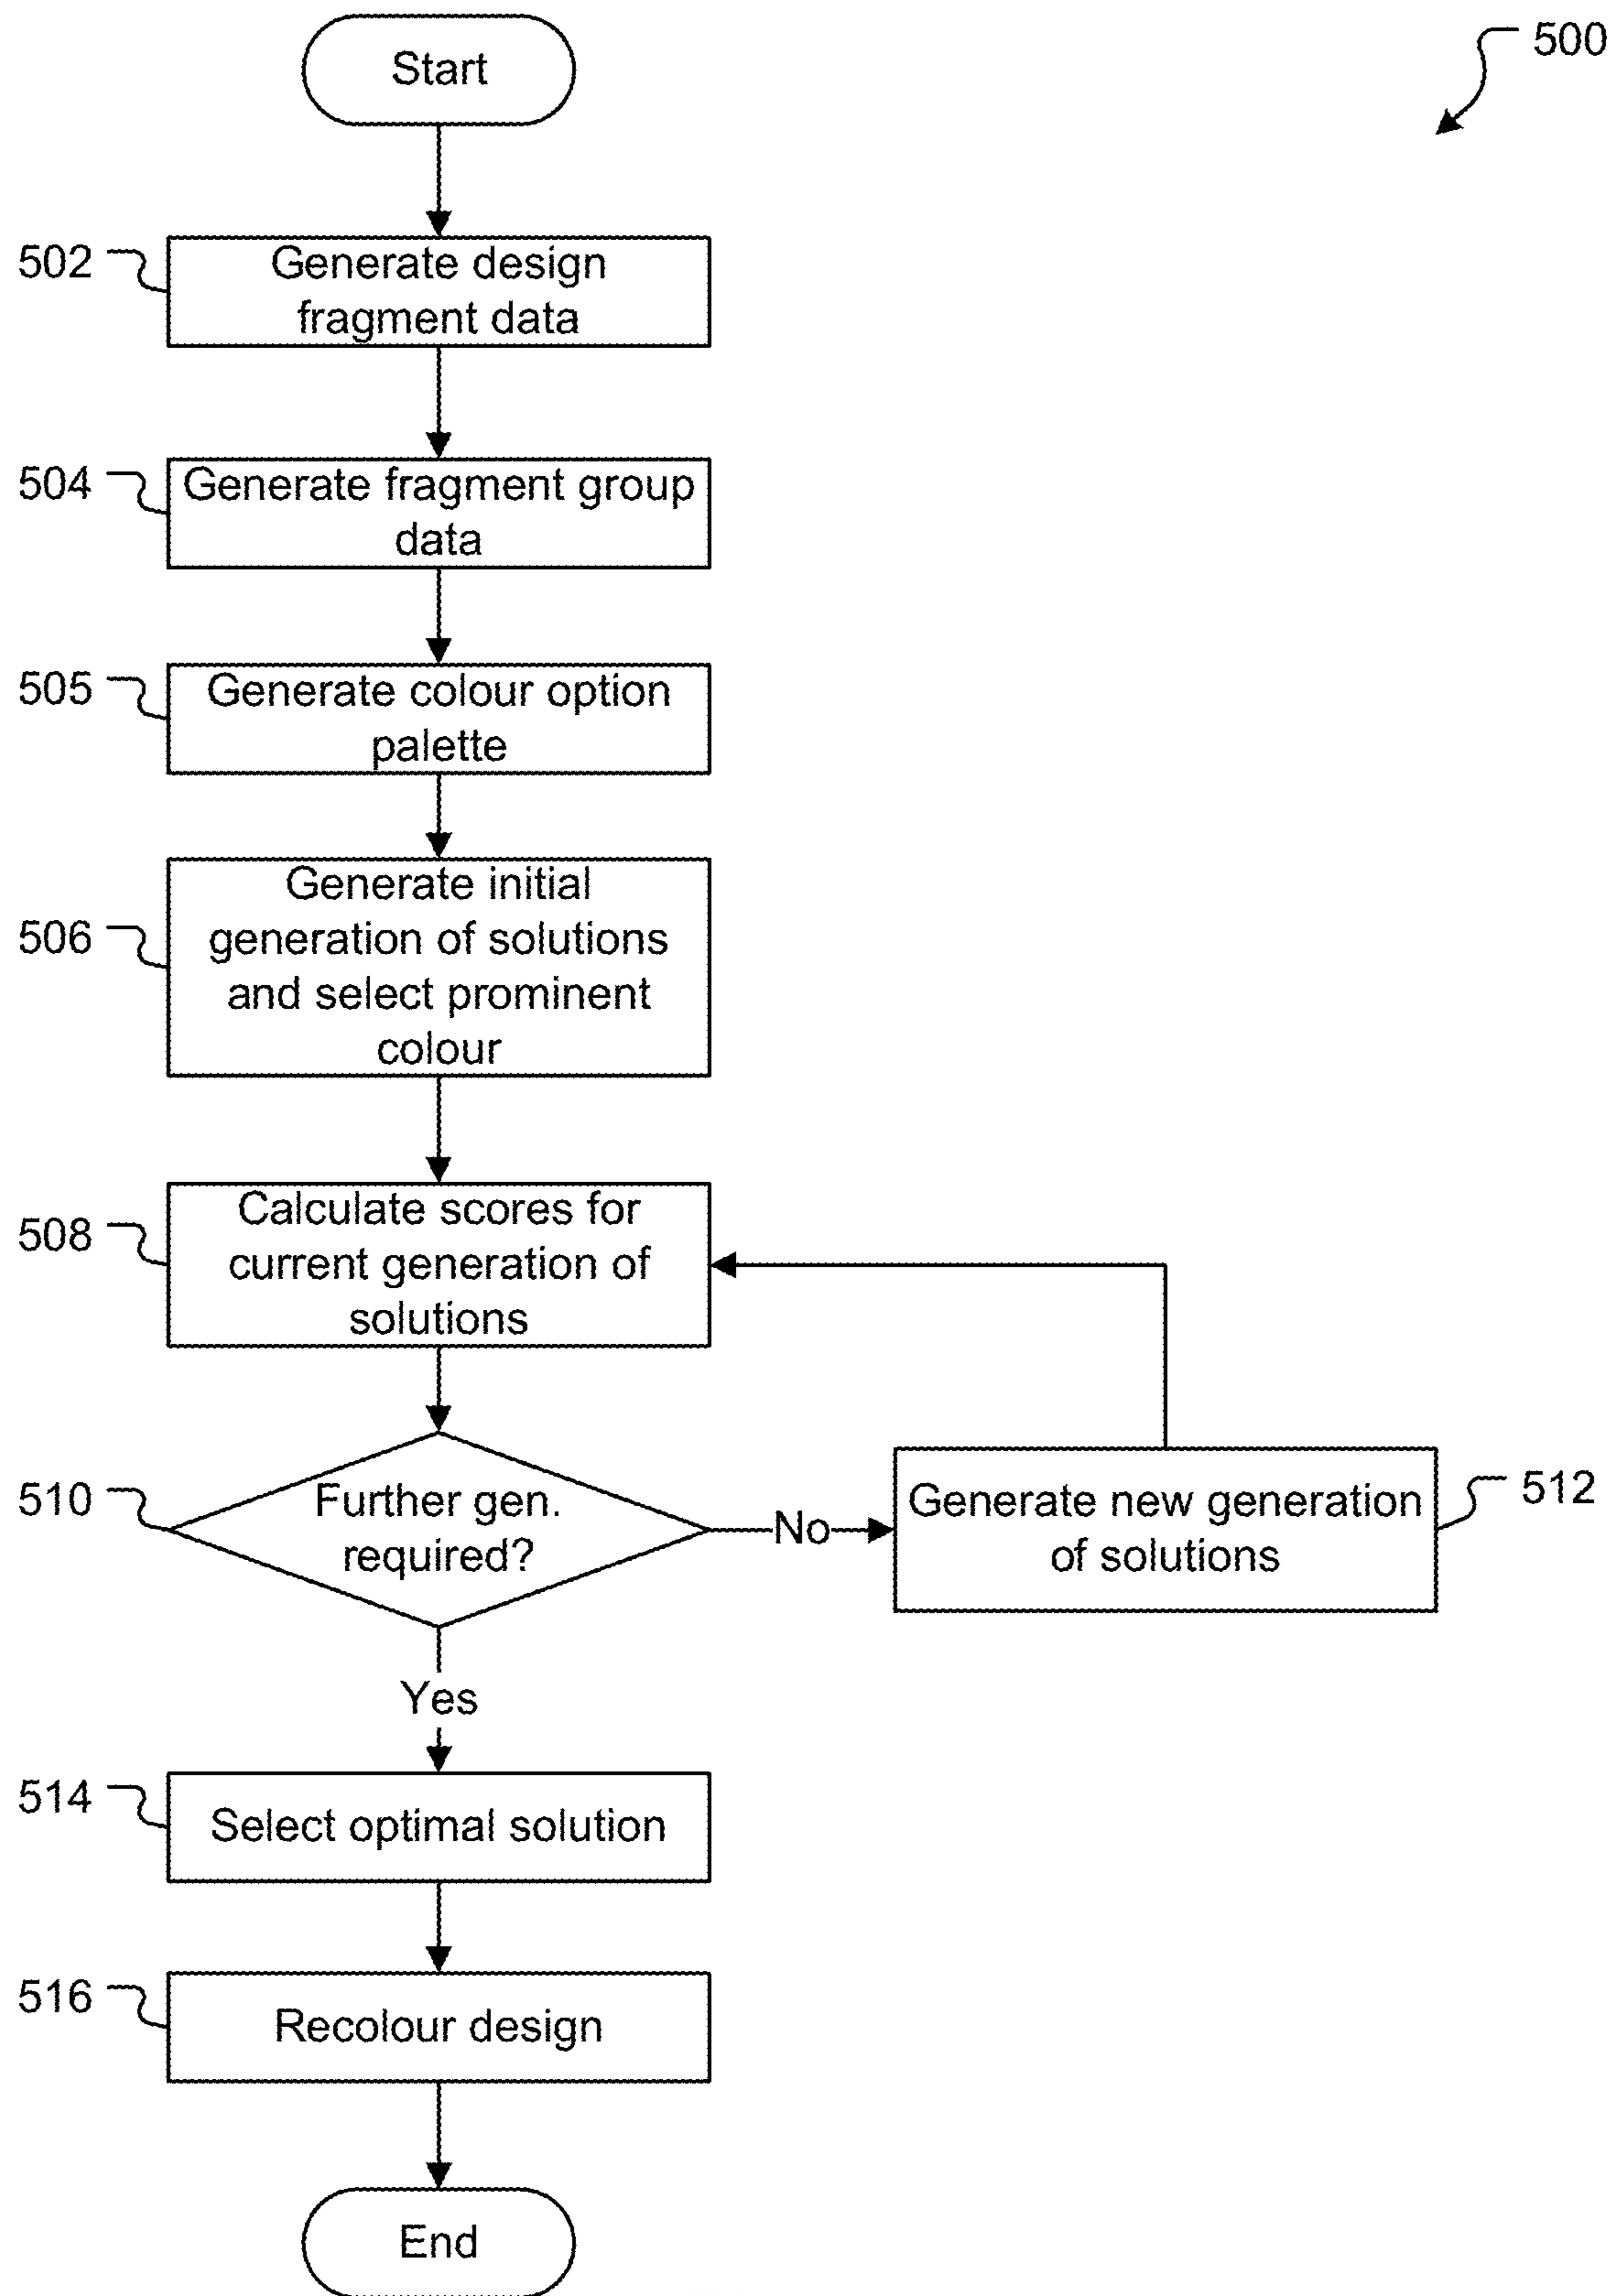 Start
500
502
Generate design
fragment data
504
Generate fragment group
data
505
Generate colour option
palette
506
Generate initial
generation of solutions
and select prominent
colour
508
Calculate scores for
current generation of
solutions
510
Further gen.
required?
No
Generate new generation
of solutions
512
Yes
514
Select optimal solution
516
Recolour design
End